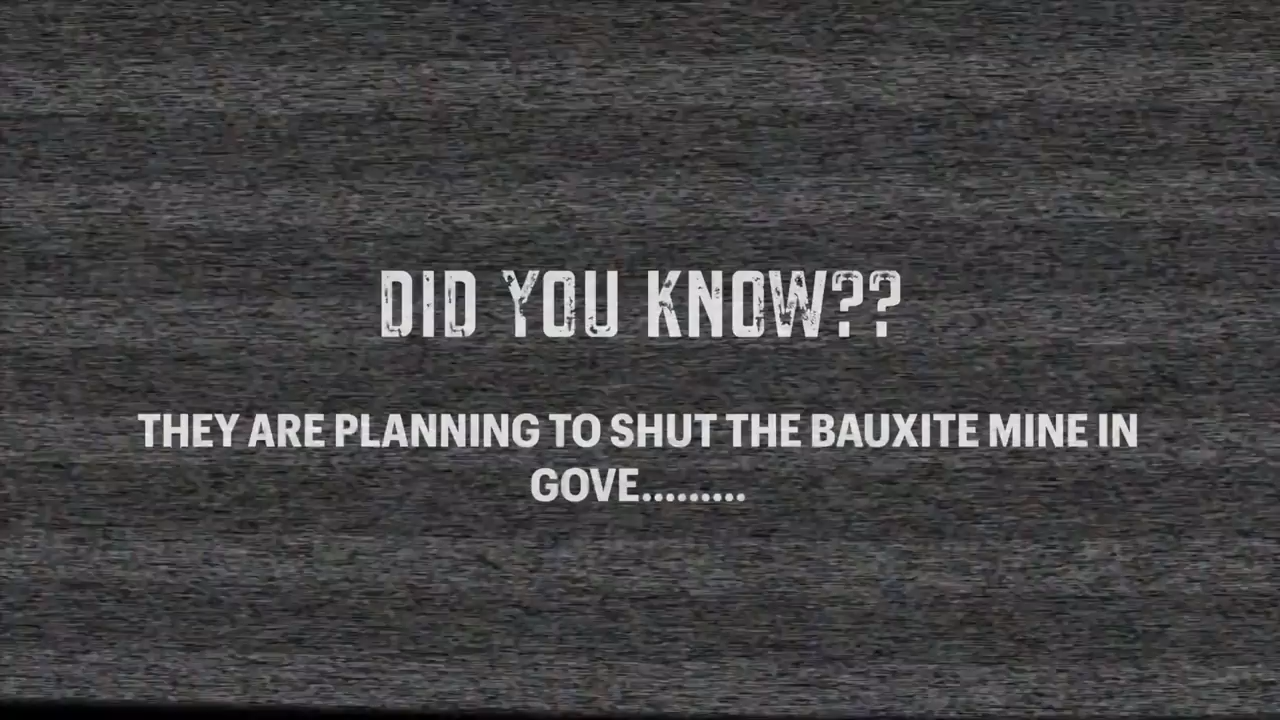 DID YOU KNOW??
THEY ARE PLANNING TO SHUT THE BAUXITE MINE IN
GOVE.........